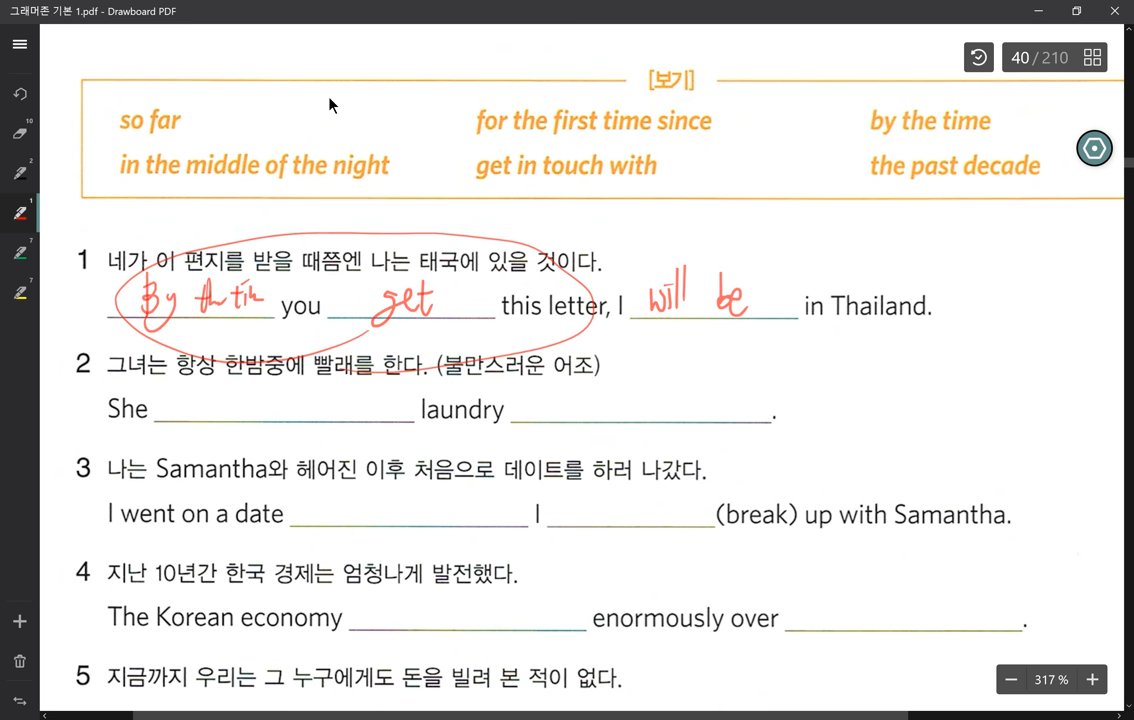 그래머존 기본 1.pdf - Drawboard PDF
40 / 210
[보기]
so far for the first time since by the time
in the middle of the night get in touch with the past decade
1 네가 이 편지를 받을 때쯤엔 나는 태국에 있을 것이다.
By the tim you get this letter, I will be in Thailand.
2 그녀는 항상 한밤중에 빨래를 한다. (불만스러운 어조)
She laundry .
3 나는 Samantha와 헤어진 이후 처음으로 데이트를 하러 나갔다.
I went on a date I (break) up with Samantha.
4 지난 10년간 한국 경제는 엄청나게 발전했다.
The Korean economy enormously over .
5 지금까지 우리는 그 누구에게도 돈을 빌려 본 적이 없다.
10
2
1
7
7
317 %